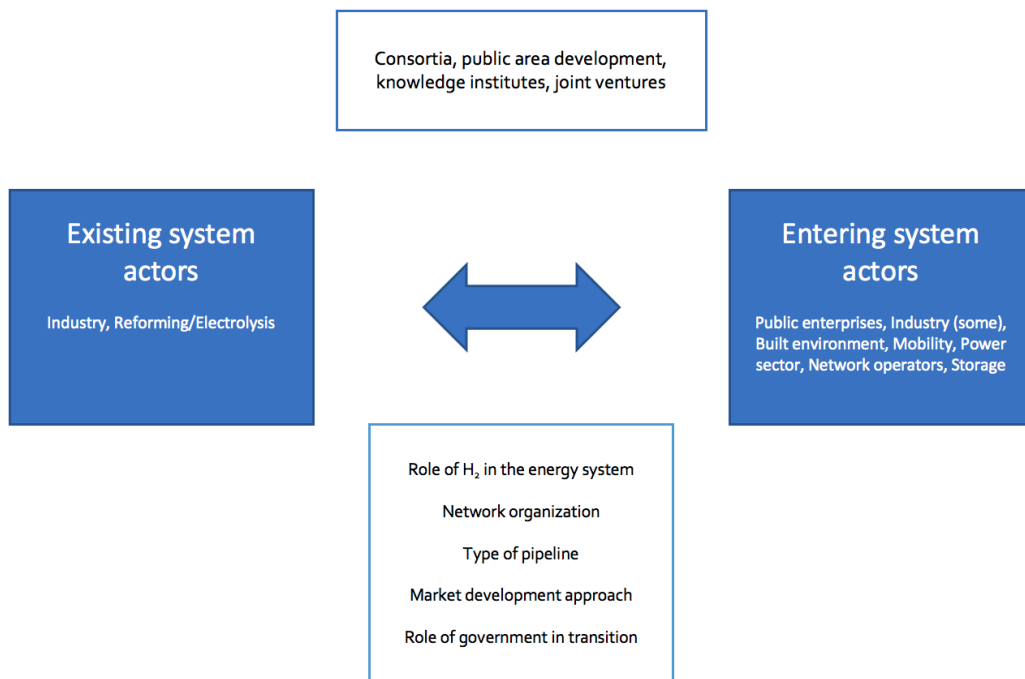 Consortia, public area development,
knowledge institutes, joint ventures
Existing system
actors
Industry, Reforming/Electrolysis
Entering system
actors
Public enterprises, Industry (some),
Built environment, Mobility, Power
sector, Network operators, Storage
Role of H₂ in the energy system
Network organization
Type of pipeline
Market development approach
Role of government in transition